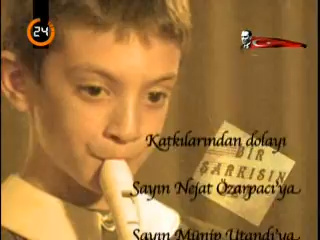 24
Katkılarından dolayı
BİR
ŞARKISIN
Sayın Nejat Özarpacı'ya
Sayın Münip Utandı'ya